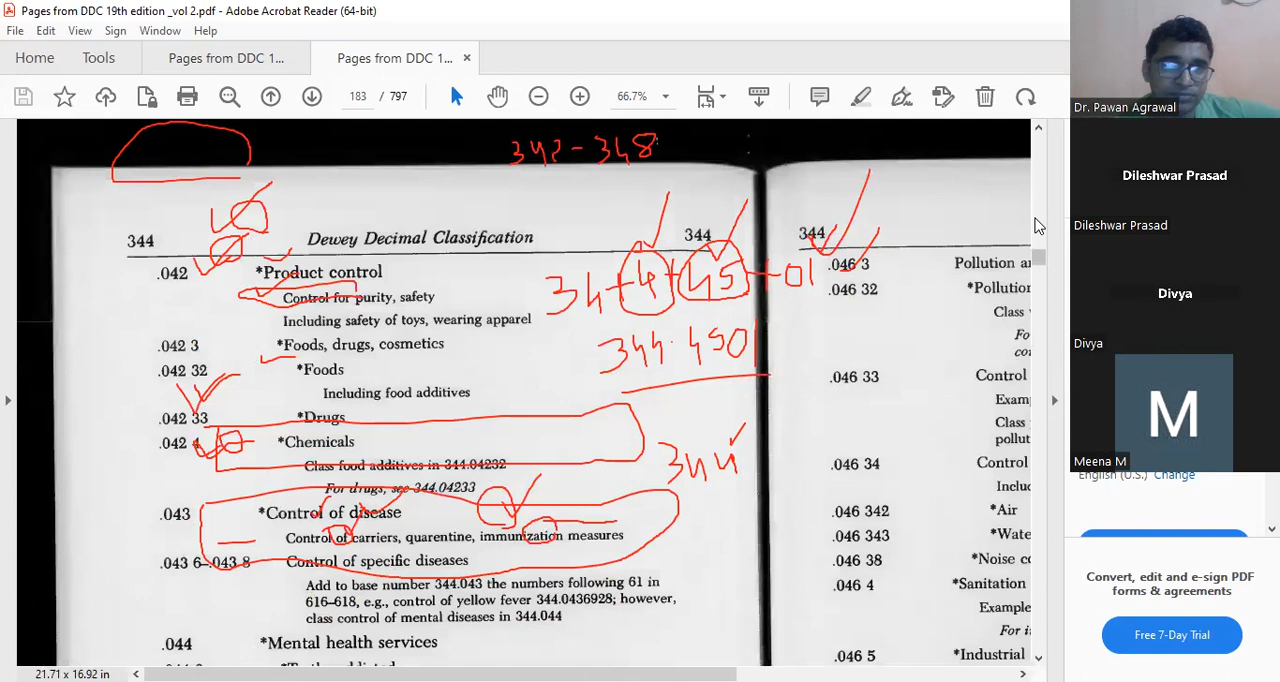 Pages from DDC 19th edition _vol 2.pdf - Adobe Acrobat Reader (64-bit)
File Edit View Sign Window Help
Home Tools Pages from DDC 1... Pages from DDC 1... ×
183 / 797 66.7%
342 - 348
344 Dewey Decimal Classification 344
34+4+45+01
344.4501
344
.042 *Product control
Control for purity, safety
Including safety of toys, wearing apparel
.042 3 *Foods, drugs, cosmetics
.042 32 *Foods
Including food additives
.042 33 *Drugs
.042 4 *Chemicals
Class food additives in 344.04232
For drugs, see 344.04233
.043 *Control of disease
Control of carriers, quarentine, immunization measures
.043 6–.043 8 Control of specific diseases
Add to base number 344.043 the numbers following 61 in
616–618, e.g., control of yellow fever 344.0436928; however,
class control of mental diseases in 344.044
.044 *Mental health services
344
.046 3 Pollution
.046 32 *Pollution
Class
.046 33 Control
Class
.046 34 Control
.046 342 *Air
.046 343
.046 38 *Noise
.046 4 *Sanitation
.046 5 *Industrial
21.71 x 16.92 in
Dr. Pawan Agrawal
Dileshwar Prasad
Dileshwar Prasad
Divya
Divya
M
Meena M
English (U.S.) Change
Convert, edit and e-sign PDF
forms & agreements
Free 7-Day Trial